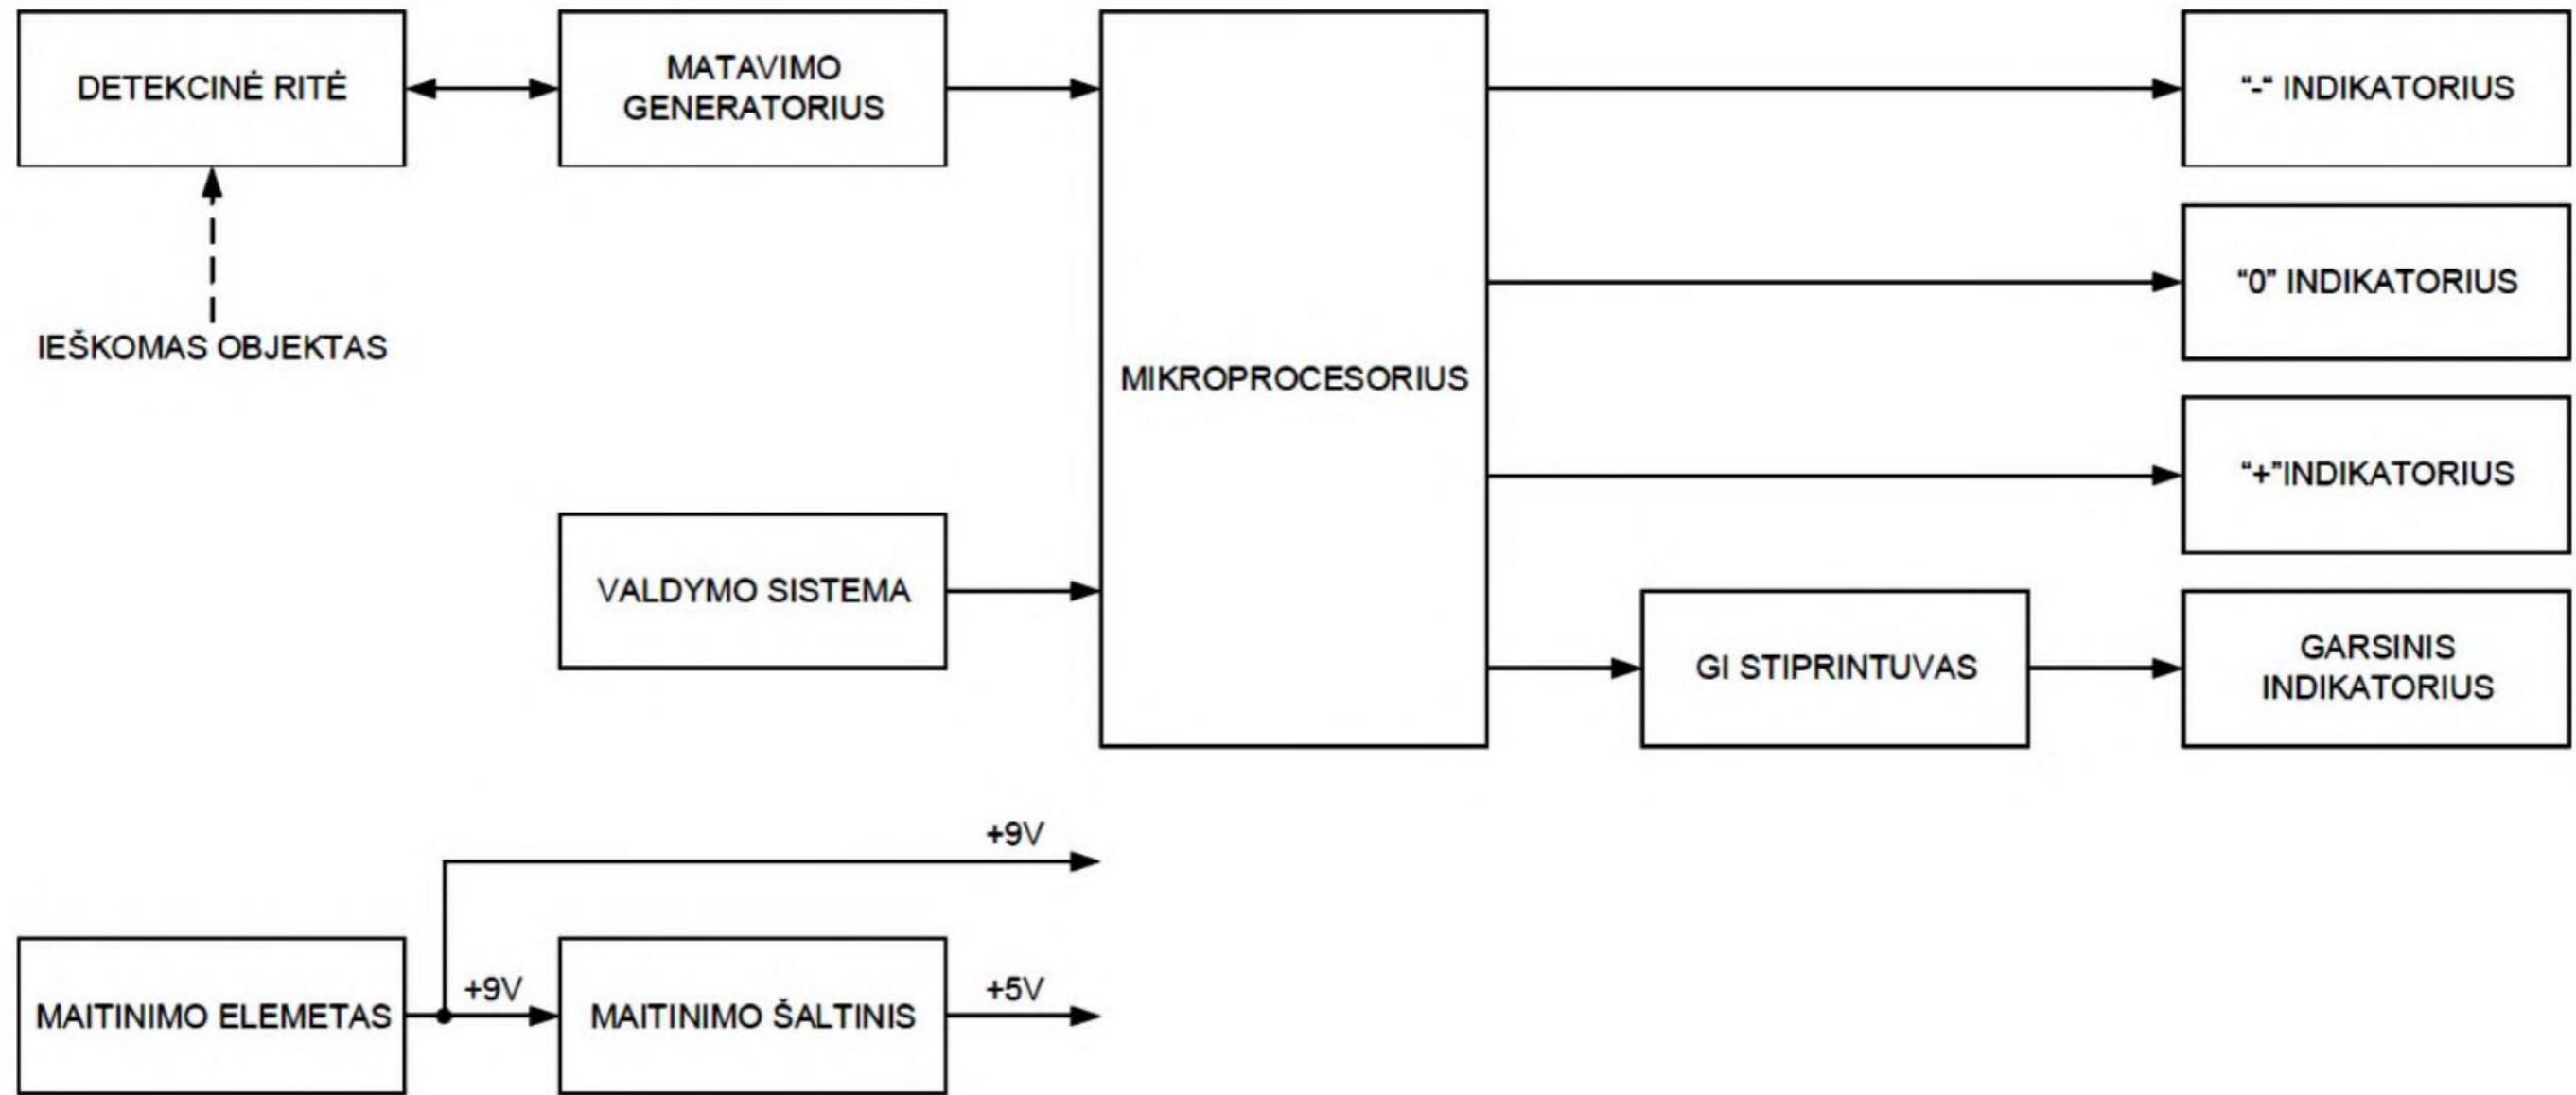 DETEKCINĖ RITĖ
MATAVIMO
GENERATORIUS
“-“ INDIKATORIUS
“0” INDIKATORIUS
IEŠKOMAS OBJEKTAS
MIKROPROCESORIUS
“+”INDIKATORIUS
VALDYMO SISTEMA
GI STIPRINTUVAS
GARSINIS
INDIKATORIUS
+9V
MAITINIMO ELEMETAS
+9V
MAITINIMO ŠALTINIS
+5V